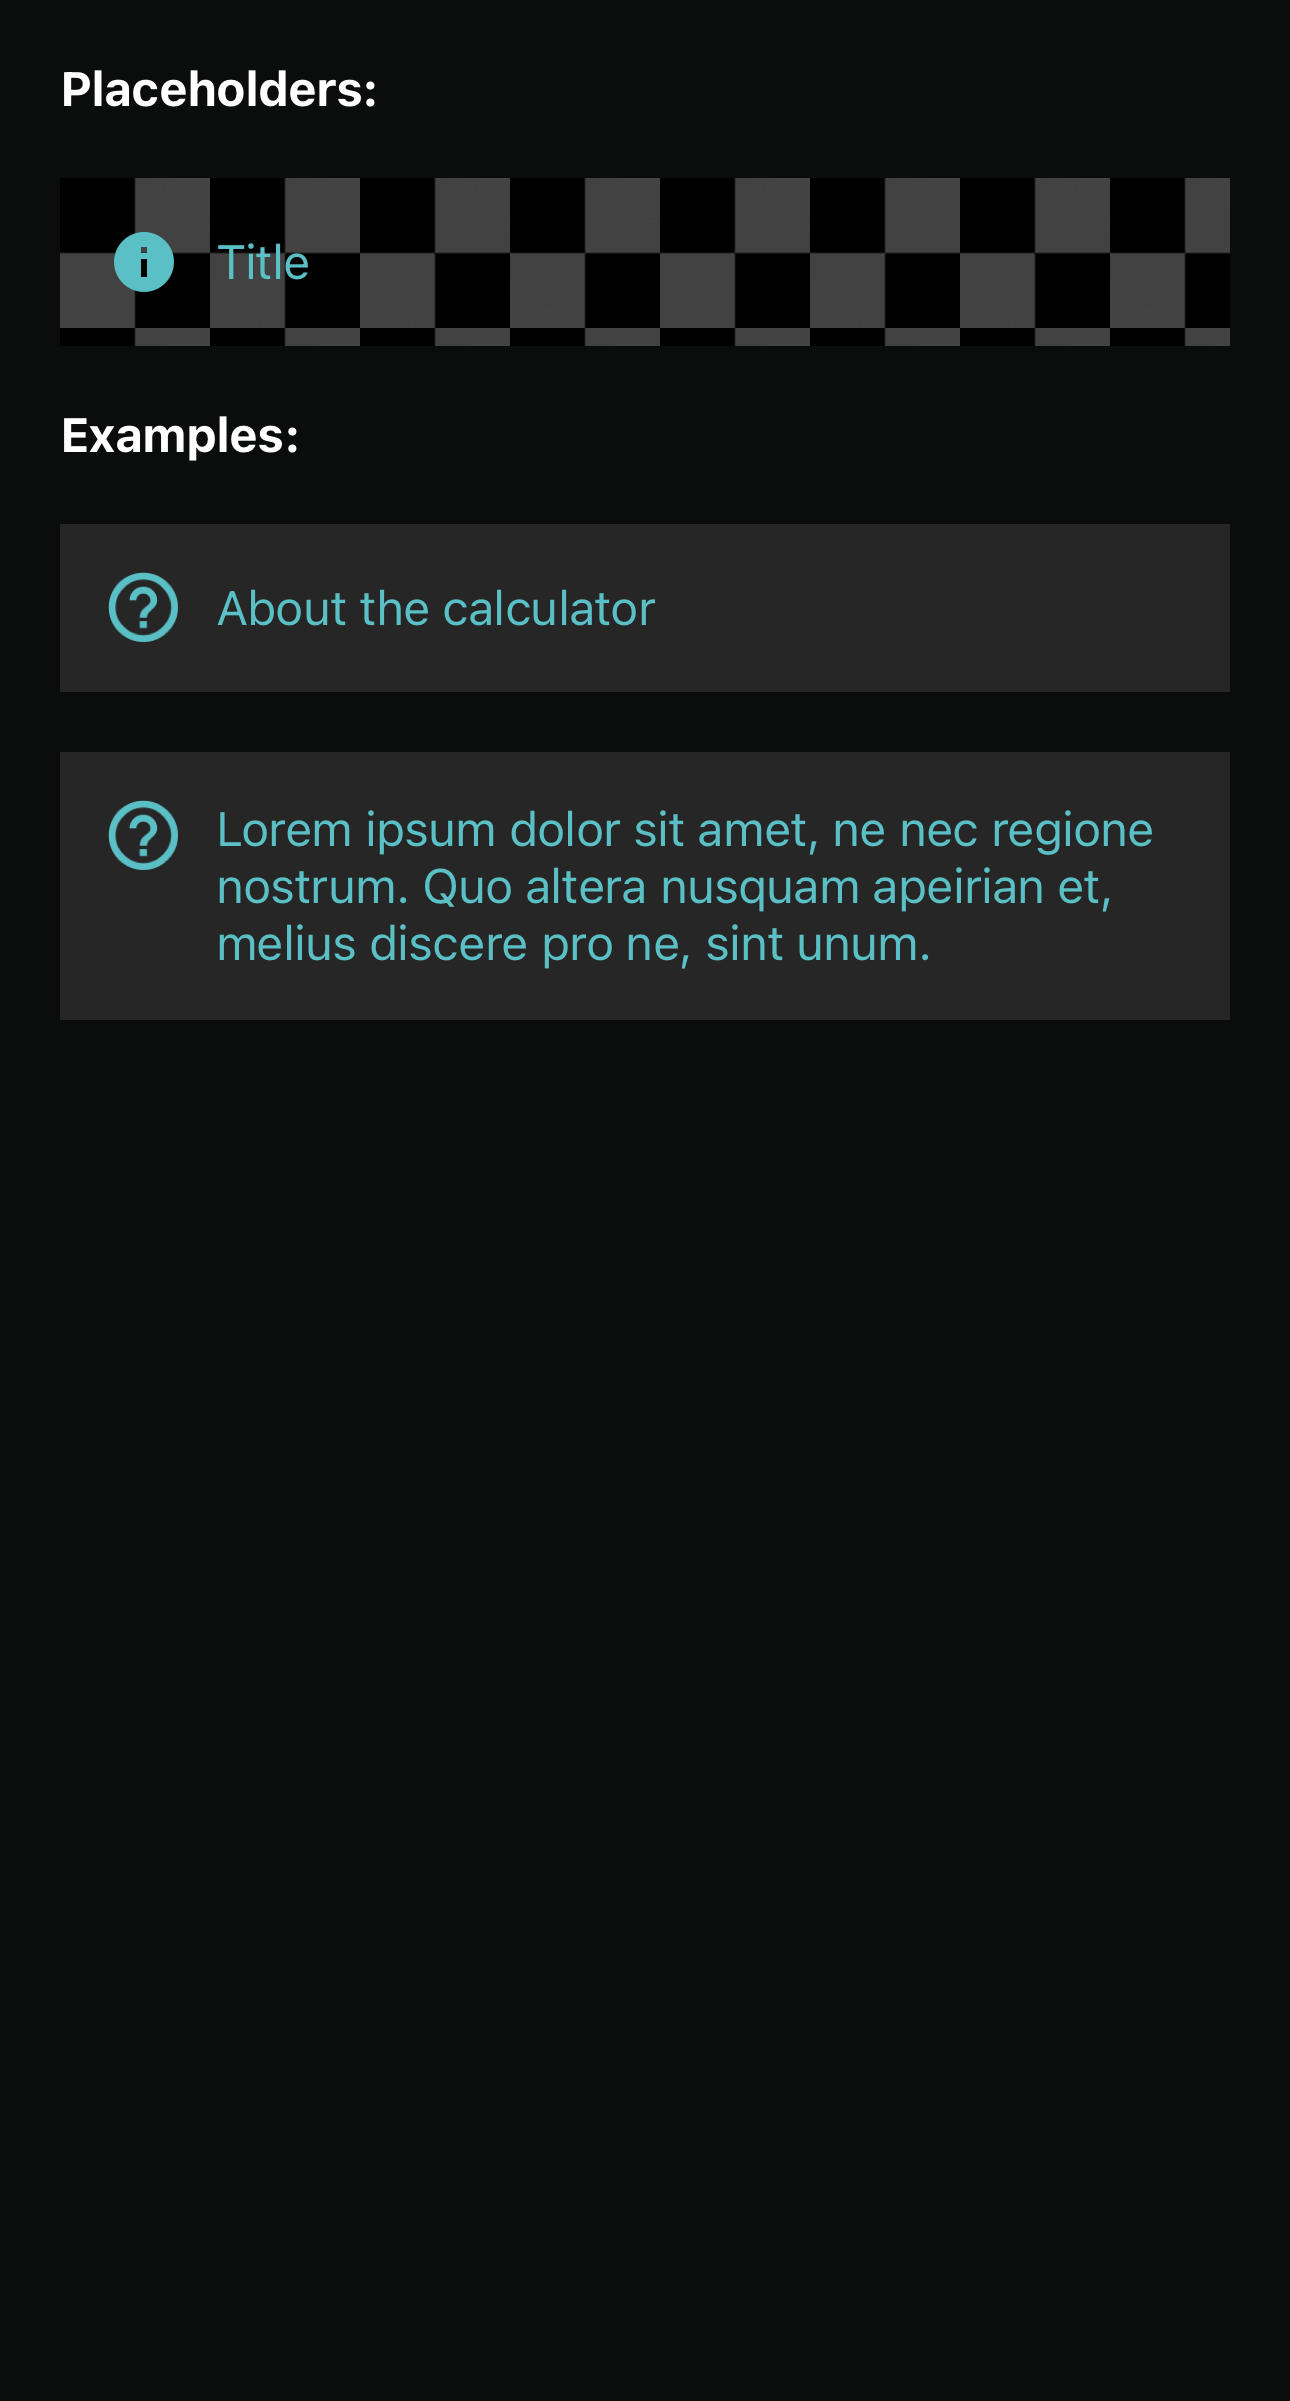 Placeholders:
Title
Examples:
About the calculator
Lorem ipsum dolor sit amet, ne nec regione
nostrum. Quo altera nusquam apeirian et,
melius discere pro ne, sint unum.